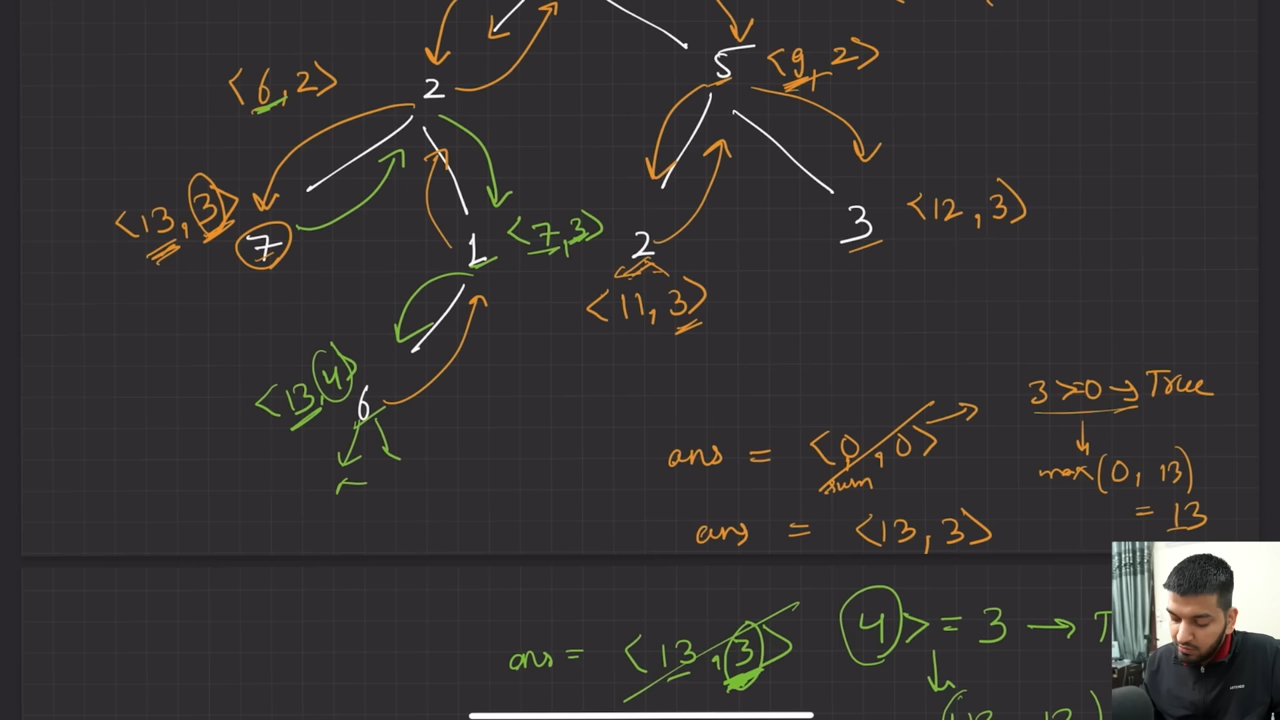 5 <9, 2>
<6, 2> 2
<13, 3> 7
1 <7, 3>
2
3 <12, 3>
<11, 3>
<13, 4> 6
3 >= 0 → True
ans = <0, 0>
sum
max(0, 13)
= 13
ans = <13, 3>
ans = <13, 3> 4 >= 3 → T